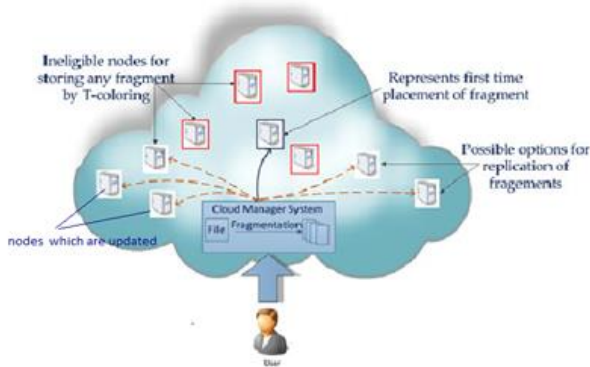 Ineligible nodes for
storing any fragment
by T-coloring
Represents first time
placement of fragment
Possible options for
replication of
fragements
nodes which are updated
Cloud Manager System
File
Fragmentation
User